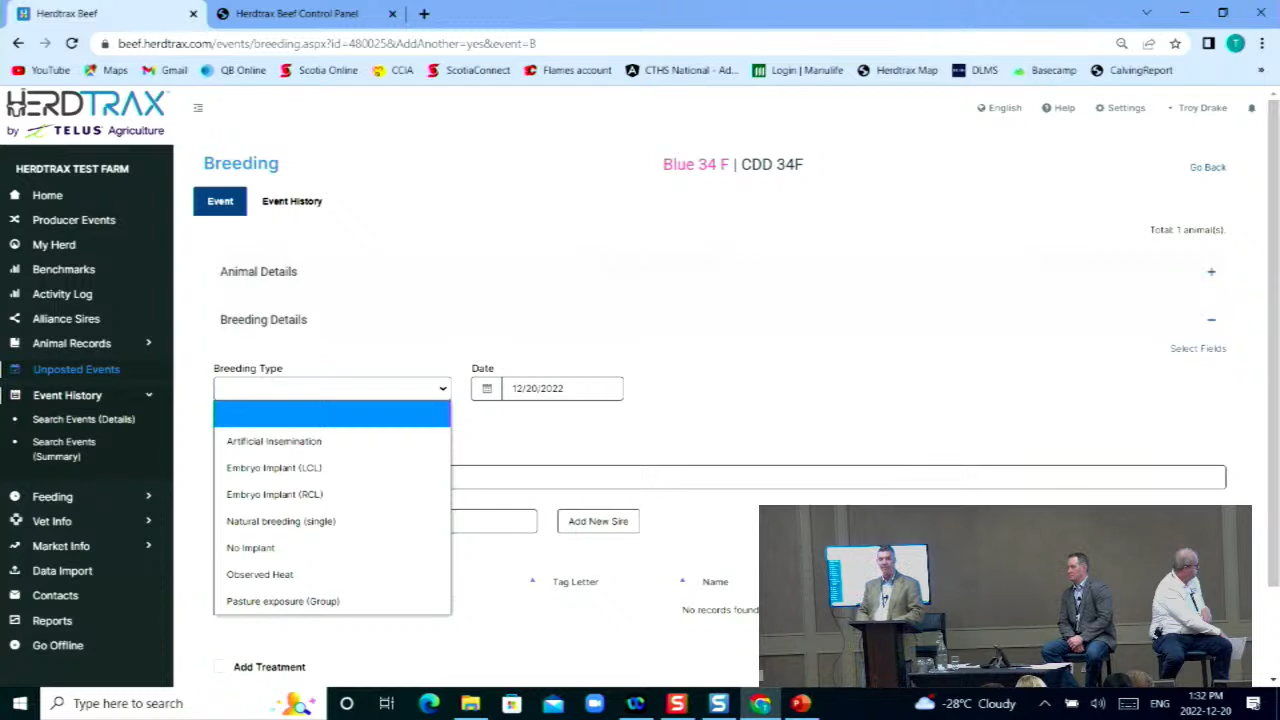 Herdtrax Beef
Herdtrax Beef Control Panel
beef.herdtrax.com/events/breeding.aspx?id=480025&AddAnother=yes&event=B
T
YouTube Maps Gmail QB Online Scotia Online CCIA ScotiaConnect Flames account CTHS National - Ad... Login | Manulife Herdtrax Map DLMS Basecamp CalvingReport »
HERDTRAX
by TELUS Agriculture
English Help Settings Troy Drake
HERDTRAX TEST FARM
Home
Producer Events
My Herd
Benchmarks
Activity Log
Alliance Sires
Animal Records
Unposted Events
Event History
Search Events (Details)
Search Events
(Summary)
Feeding
Vet Info
Market Info
Data Import
Contacts
Reports
Go Offline
Breeding
Blue 34 F | CDD 34F
Go Back
Event Event History
Total: 1 animal(s).
Animal Details
Breeding Details
Select Fields
Breeding Type Date
12/20/2022
Artificial Insemination
Embryo Implant (LCL)
Embryo Implant (RCL)
Natural breeding (single)
No Implant
Observed Heat
Pasture exposure (Group)
Add New Sire
Tag Letter Name
No records found
Add Treatment
Type here to search
-28°C Cloudy
ENG
1:32 PM
2022-12-20